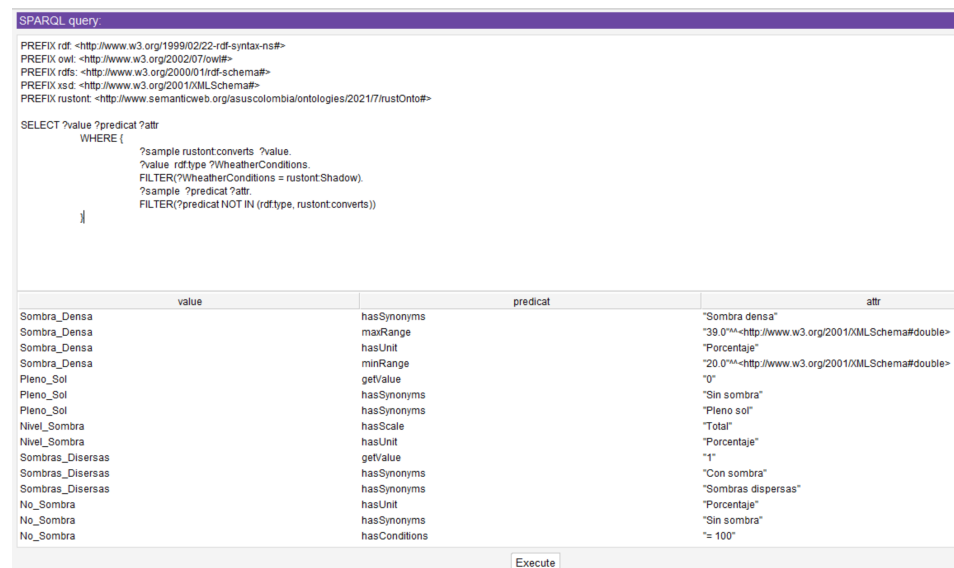 SPARQL query:
PREFIX rdf: <http://www.w3.org/1999/02/22-rdf-syntax-ns#>
PREFIX owl: <http://www.w3.org/2002/07/owl#>
PREFIX rdfs: <http://www.w3.org/2000/01/rdf-schema#>
PREFIX xsd: <http://www.w3.org/2001/XMLSchema#>
PREFIX rustont: <http://www.semanticweb.org/asuscolombia/ontologies/2021/7/rustOnto#>
SELECT ?value ?predicat ?attr
WHERE {
?sample rustont:converts ?value.
?value rdf:type ?WheatherConditions.
FILTER(?WheatherConditions = rustont:Shadow).
?sample ?predicat ?attr.
FILTER(?predicat NOT IN (rdf:type, rustont:converts))
}
value predicat attr
Sombra_Densa hasSynonyms "Sombra densa"
Sombra_Densa maxRange "39.0"^^<http://www.w3.org/2001/XMLSchema#double>
Sombra_Densa hasUnit "Porcentaje"
Sombra_Densa minRange "20.0"^^<http://www.w3.org/2001/XMLSchema#double>
Pleno_Sol getValue "0"
Pleno_Sol hasSynonyms "Sin sombra"
Pleno_Sol hasSynonyms "Pleno sol"
Nivel_Sombra hasScale "Total"
Nivel_Sombra hasUnit "Porcentaje"
Sombras_Disersas getValue "1"
Sombras_Disersas hasSynonyms "Con sombra"
Sombras_Disersas hasSynonyms "Sombras dispersas"
No_Sombra hasUnit "Porcentaje"
No_Sombra hasSynonyms "Sin sombra"
No_Sombra hasConditions "= 100"
Execute